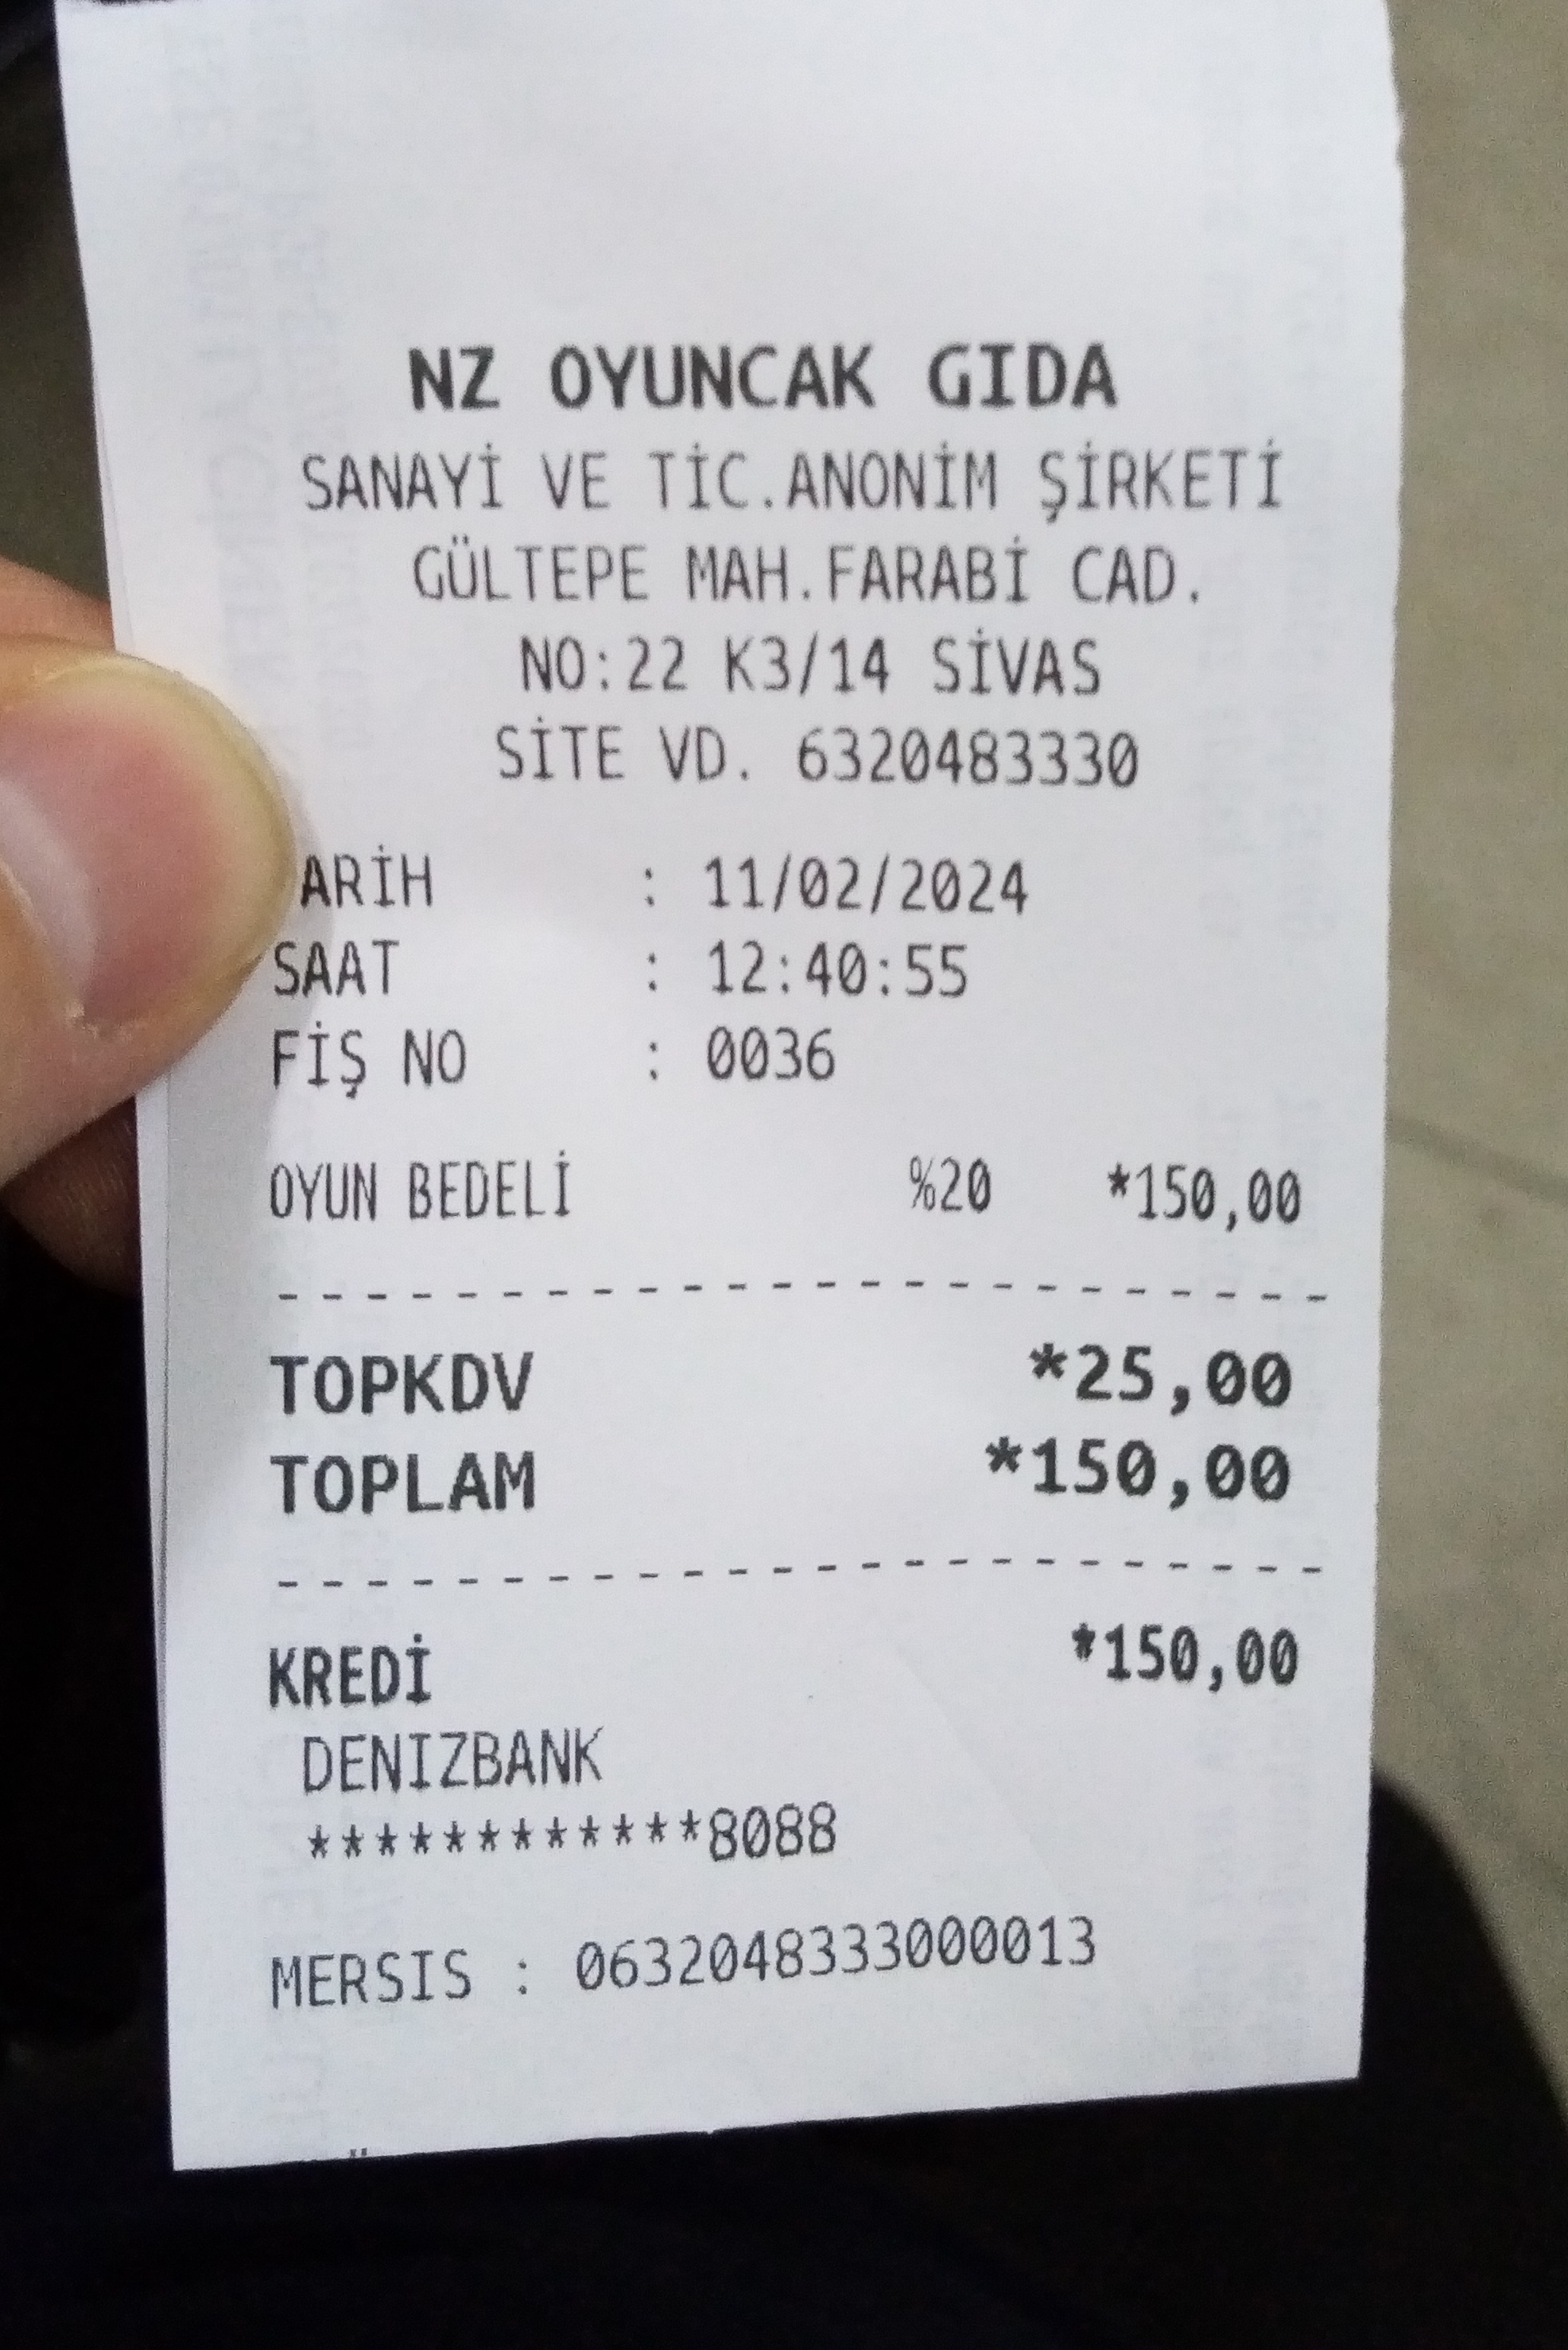 NZ OYUNCAK GIDA
SANAYİ VE TİC.ANONİM ŞİRKETİ
GÜLTEPE MAH.FARABİ CAD.
NO:22 K3/14 SİVAS
SİTE VD. 6320483330
ARİH : 11/02/2024
SAAT : 12:40:55
FİŞ NO : 0036
OYUN BEDELİ %20 *150,00
TOPKDV *25,00
TOPLAM *150,00
KREDİ *150,00
DENIZBANK
************8088
MERSIS : 0632048333000013